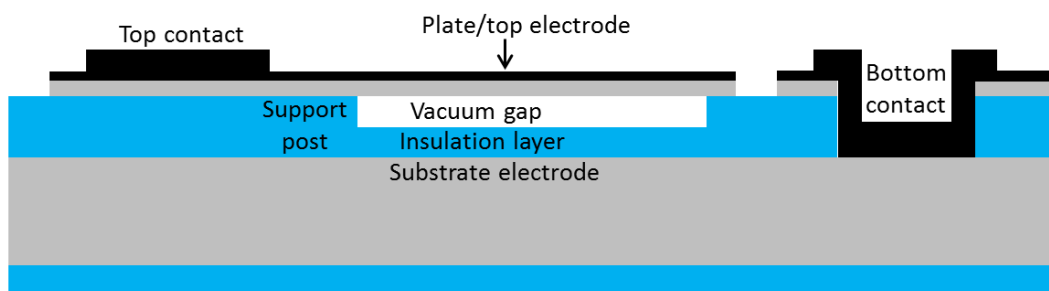 Top contact
Plate/top electrode
Bottom
contact
Support
post
Vacuum gap
Insulation layer
Substrate electrode